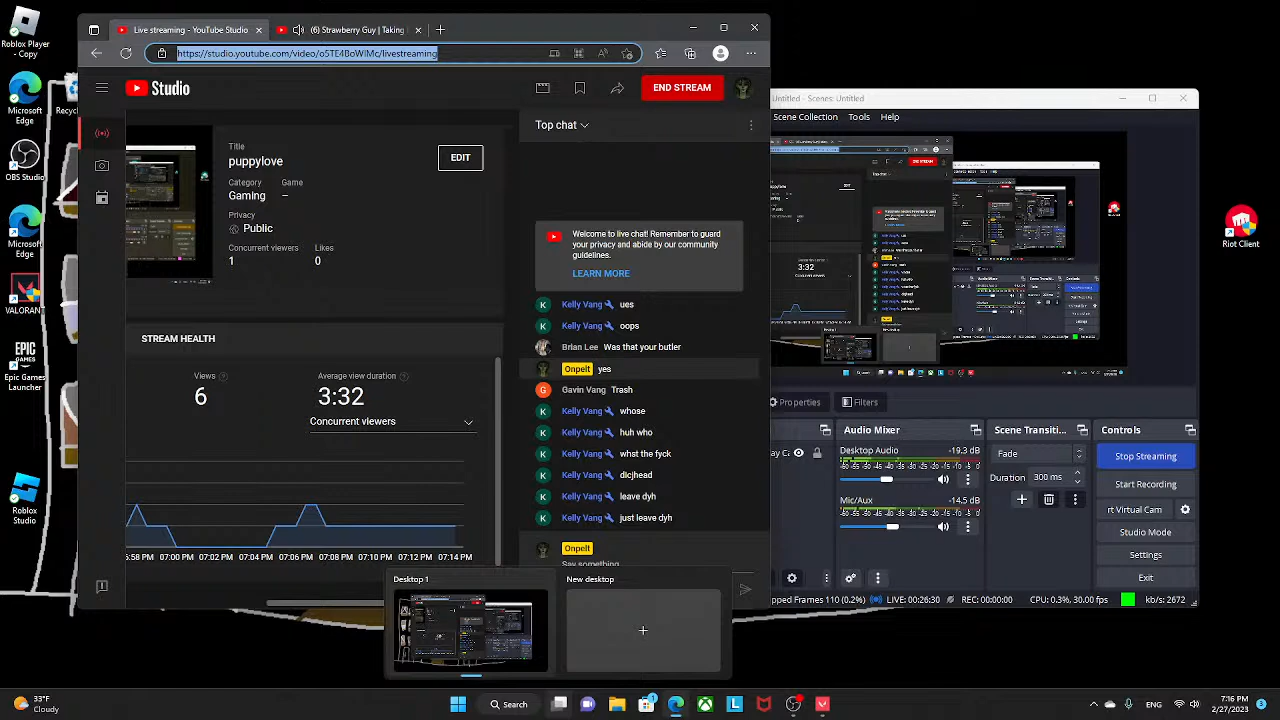 Roblox Player
- Copy
Microsoft
Edge
OBS Studio
Microsoft
Edge
VALORANT
Epic Games
Launcher
Roblox
Studio
Live streaming - YouTube Studio
(6) Strawberry Guy | Taking
https://studio.youtube.com/video/o5TE4BoWlMc/livestreaming
Studio
END STREAM
Title
puppylove
EDIT
Category
Game
Gaming
–
Privacy
Public
Concurrent viewers
Likes
1
0
STREAM HEALTH
Views
Average view duration
6
3:32
Concurrent viewers
6:58 PM
07:00 PM
07:02 PM
07:04 PM
07:06 PM
07:08 PM
07:10 PM
07:12 PM
07:14 PM
Top chat
Welcome to live chat! Remember to guard
your privacy and abide by our community
guidelines.
LEARN MORE
K Kelly Vang ues
K Kelly Vang oops
Brian Lee Was that your butler
Onpelt yes
G Gavin Vang Trash
K Kelly Vang whose
K Kelly Vang huh who
K Kelly Vang what the fyck
K Kelly Vang dicjhead
K Kelly Vang leave dyh
K Kelly Vang just leave dyh
Onpelt
Say something...
Desktop 1
New desktop
Untitled - Scenes: Untitled
Scene Collection
Tools
Help
Properties
Filters
Audio Mixer
Scene Transiti...
Controls
Desktop Audio
-19.3 dB
Mic/Aux
-14.5 dB
Fade
Duration
300 ms
Stop Streaming
Start Recording
rt Virtual Cam
Studio Mode
Settings
Exit
pped Frames 110 (0.2%)
LIVE: 00:26:30
REC: 00:00:00
CPU: 0.3%, 30.00 fps
kb/s: 272
Riot Client
33°F
Cloudy
Search
7:16 PM
2/27/2023